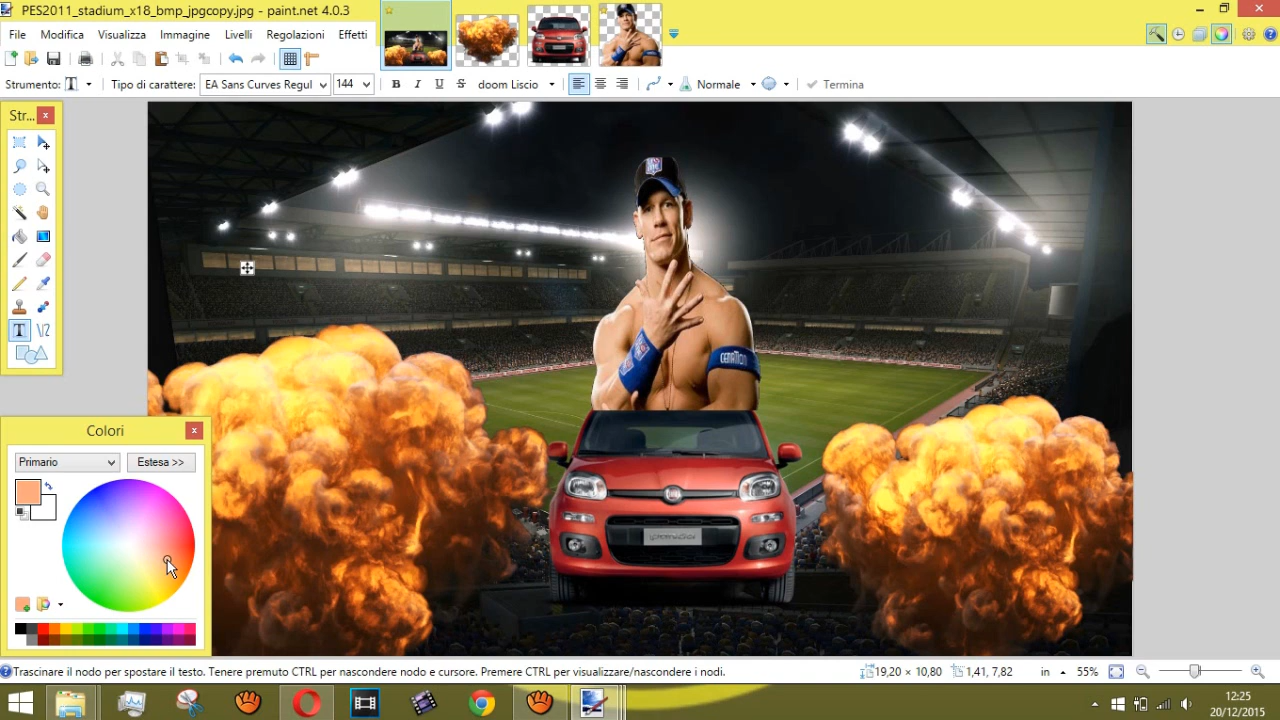 PES2011_stadium_x18_bmp_jpgcopy.jpg - paint.net 4.0.3
File Modifica Visualizza Immagine Livelli Regolazioni Effetti
Strumento: T Tipo di carattere: EA Sans Curves Regul 144 B I U S doom Liscio Normale Termina
Str...
CENATION
Colori
Primario Estesa >>
Trascinare il nodo per spostare il testo. Tenere premuto CTRL per nascondere nodo e cursore. Premere CTRL per visualizzare/nascondere i nodi. 19,20 × 10,80 1,41, 7,82 in 55%
12:25
20/12/2015